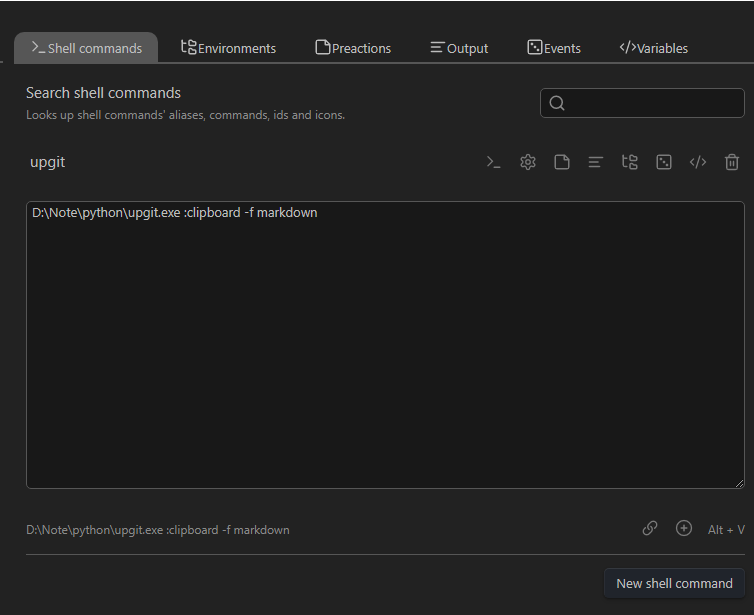 Shell commands Environments Preactions Output Events Variables
Search shell commands
Looks up shell commands' aliases, commands, ids and icons.
upgit
D:\Note\python\upgit.exe :clipboard -f markdown
D:\Note\python\upgit.exe :clipboard -f markdown Alt + V
New shell command